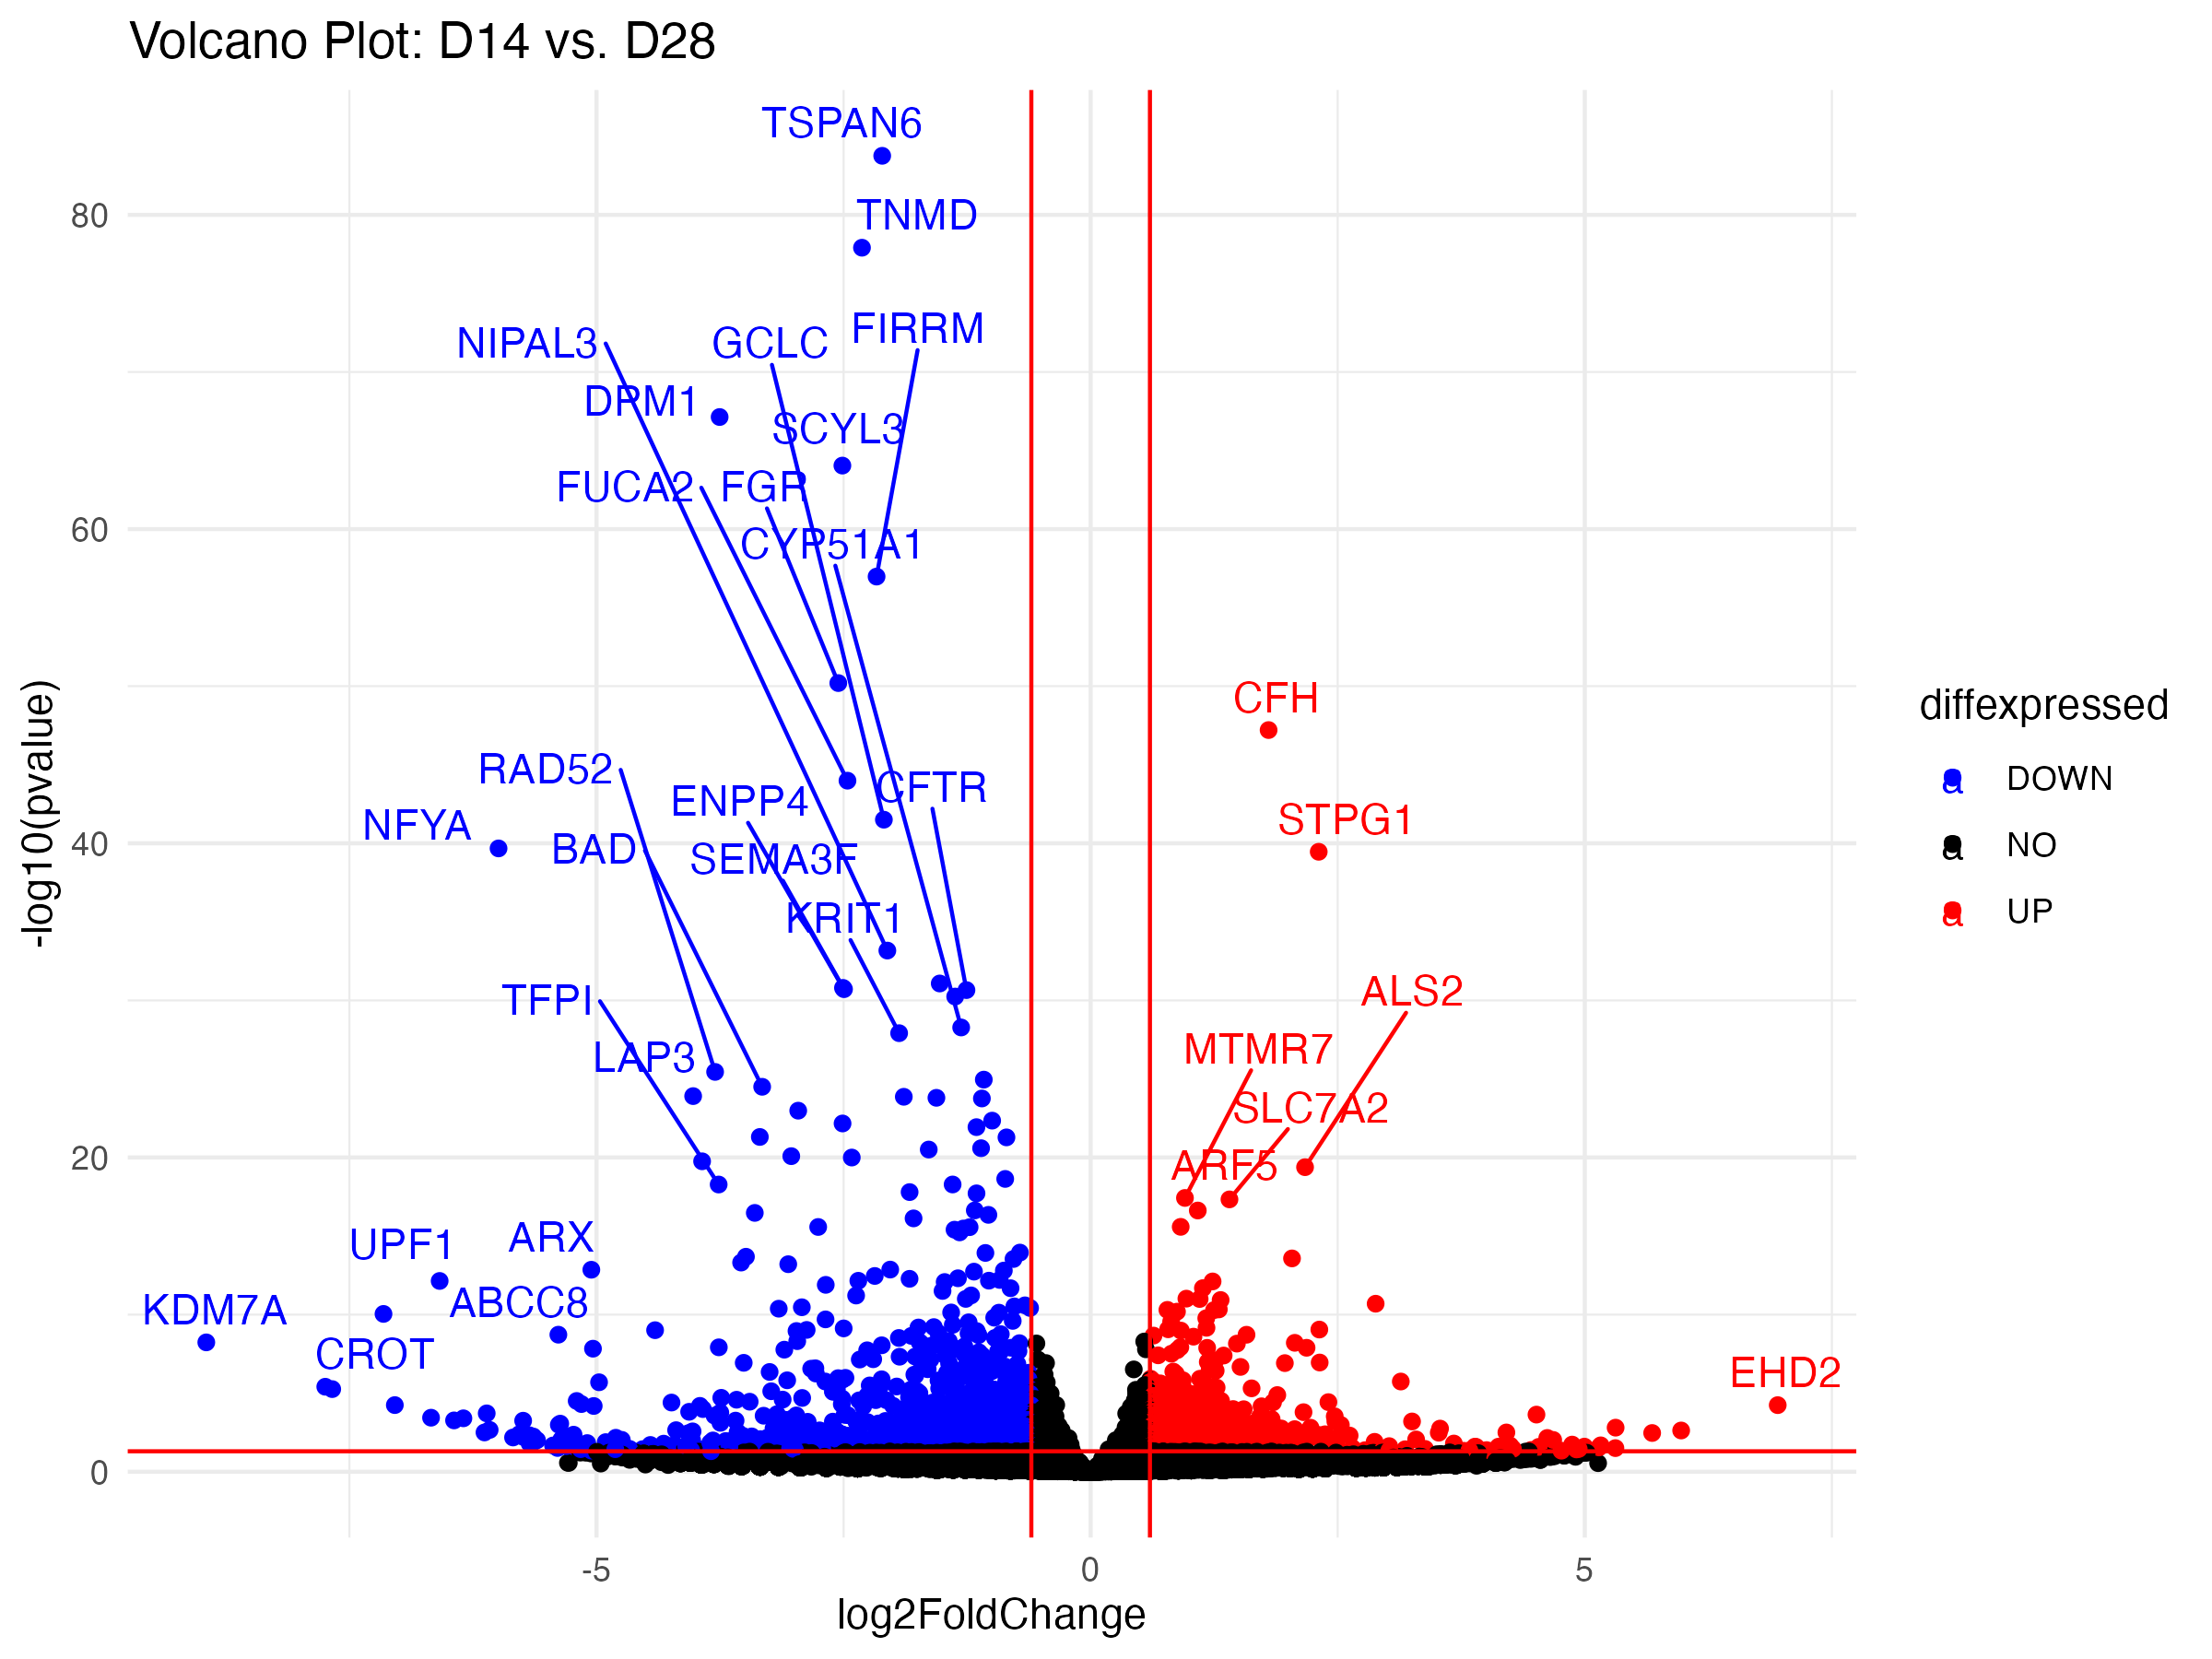 Volcano Plot: D14 vs. D28
TSPAN6
TNMD
FIRRM
NIPAL3
GCLC
DPM1
SCYL3
FUCA2
FGR
CYP51A1
CFH
RAD52
ENPP4
CFTR
NFYA
STPG1
BAD
SEMA3F
KRIT1
TFPI
ALS2
LAP3
MTMR7
SLC7A2
ARF5
UPF1
ARX
KDM7A
ABCC8
CROT
EHD2
80
60
40
20
0
-log10(pvalue)
-5
0
5
log2FoldChange
diffexpressed
a DOWN
a NO
a UP